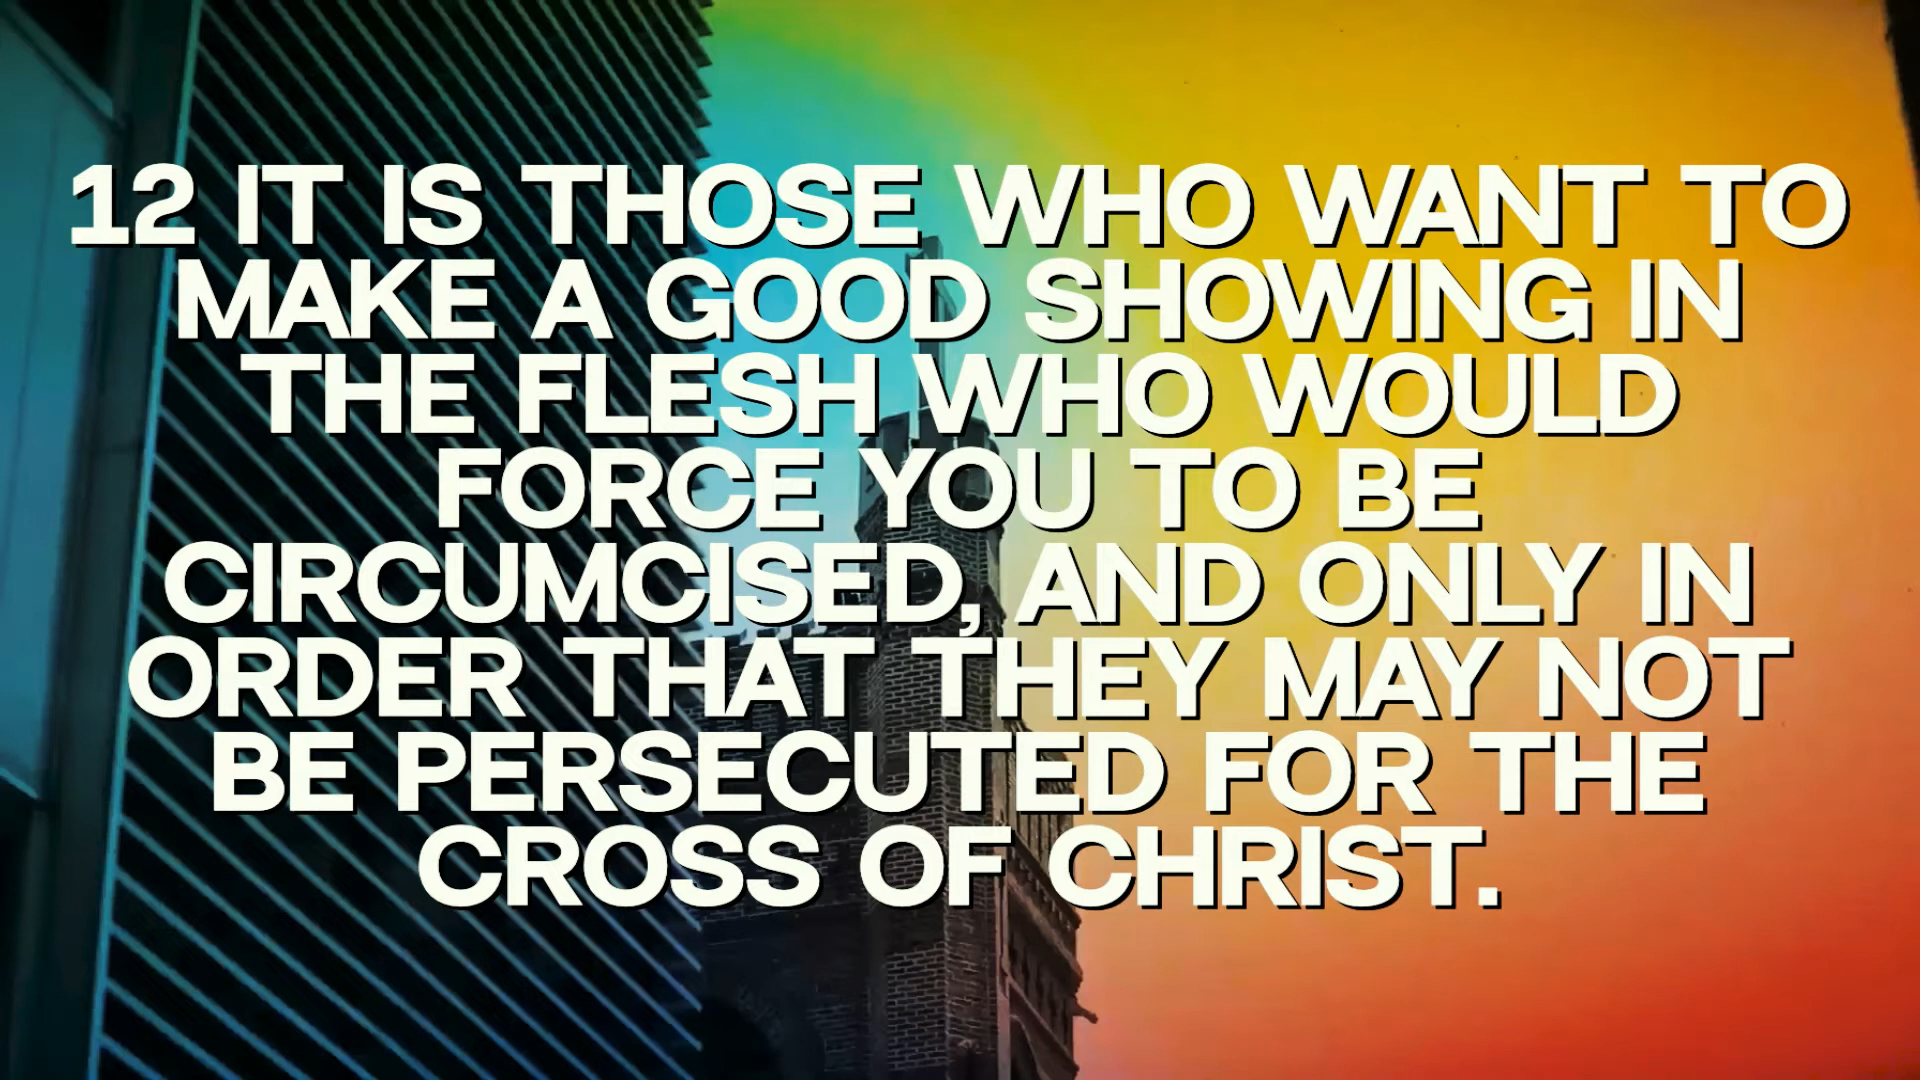 12 IT IS THOSE WHO WANT TO
MAKE A GOOD SHOWING IN
THE FLESH WHO WOULD
FORCE YOU TO BE
CIRCUMCISED, AND ONLY IN
ORDER THAT THEY MAY NOT
BE PERSECUTED FOR THE
CROSS OF CHRIST.